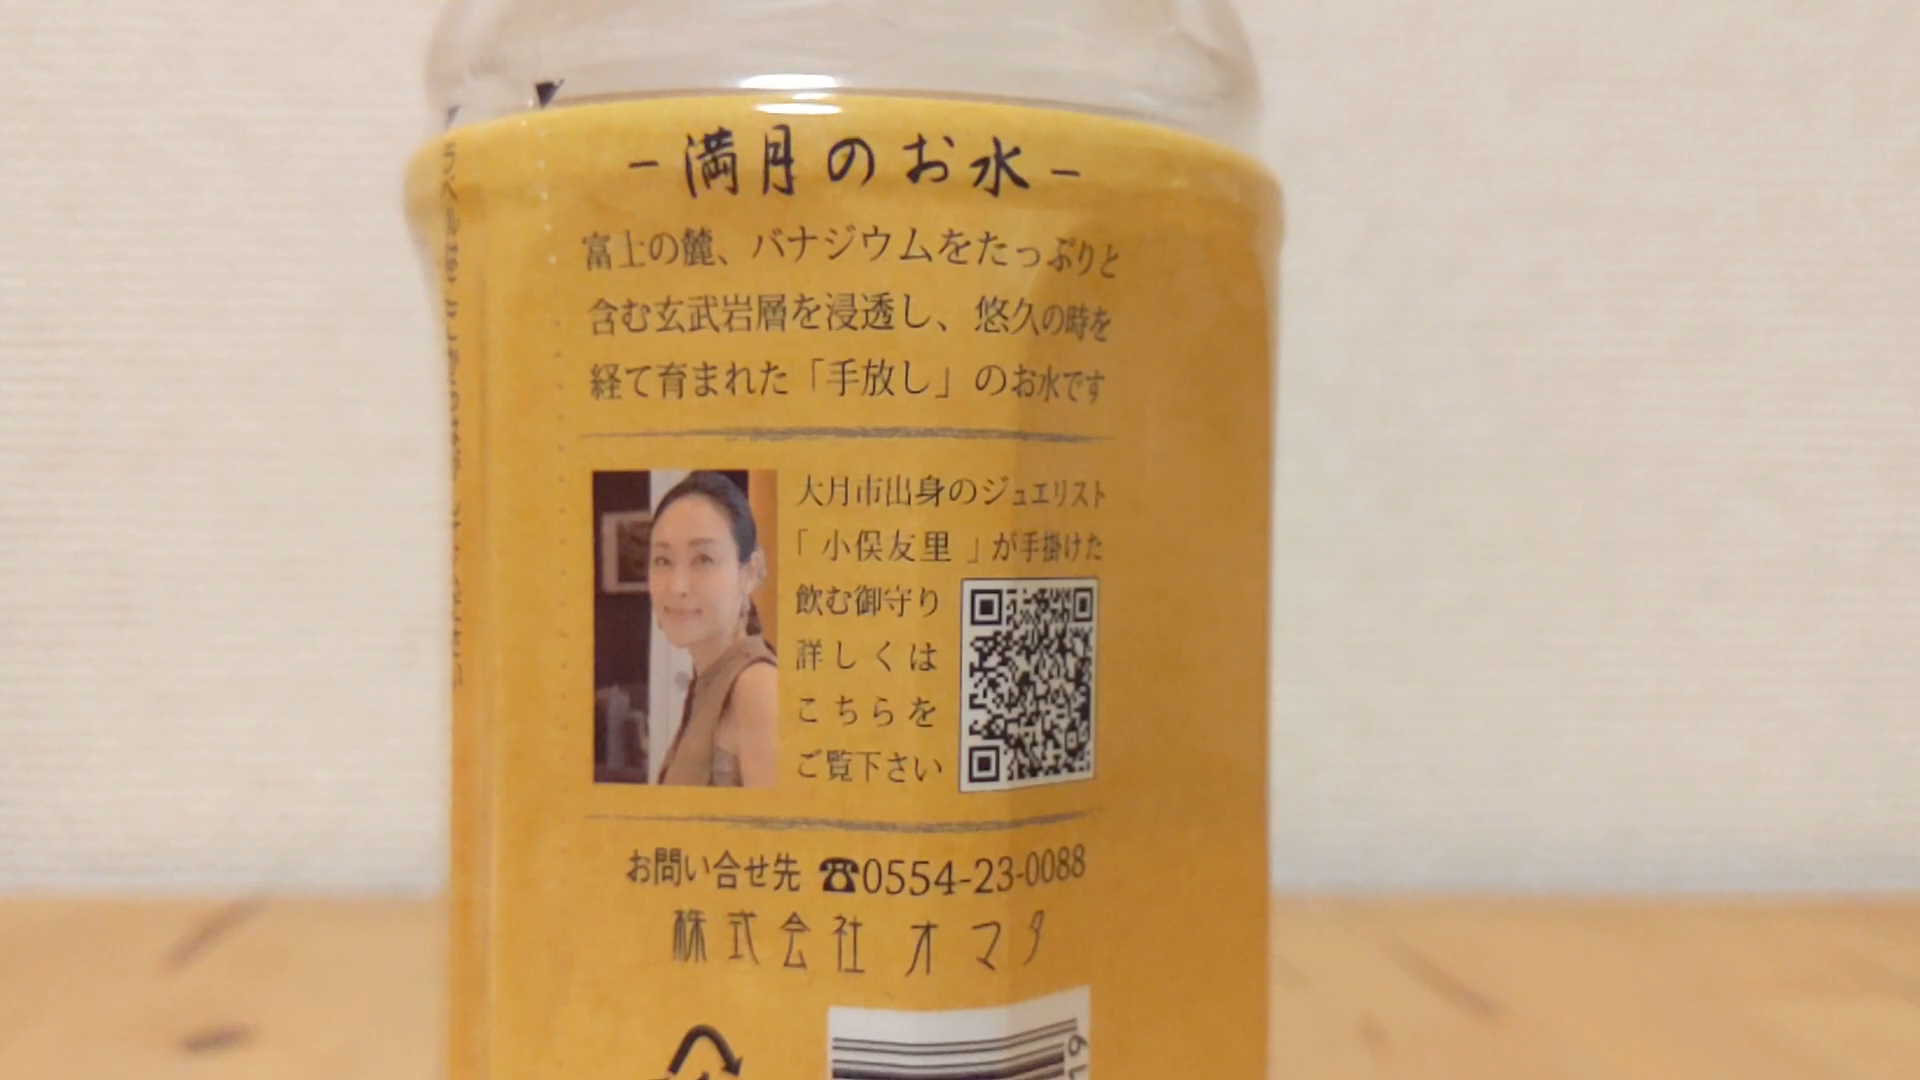 －満月のお水－
富士の麓、バナジウムをたっぷりと
含む玄武岩層を浸透し、悠久の時を
経て育まれた「手放し」のお水です
大月市出身のジュエリスト
「 小俣友里 」が手掛けた
飲む御守り
詳しくは
こちらを
ご覧下さい
お問い合せ先 ☎0554-23-0088
株式会社 オマタ